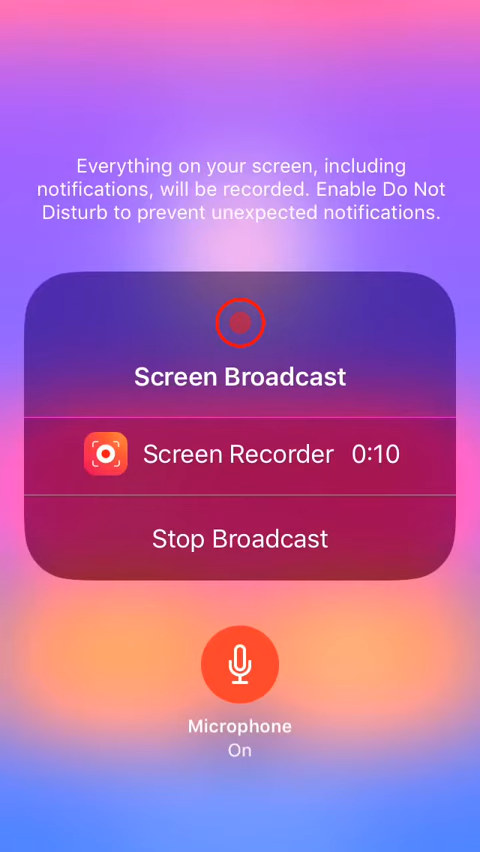 Everything on your screen, including
notifications, will be recorded. Enable Do Not
Disturb to prevent unexpected notifications.
Screen Broadcast
Screen Recorder 0:10
Stop Broadcast
Microphone
On